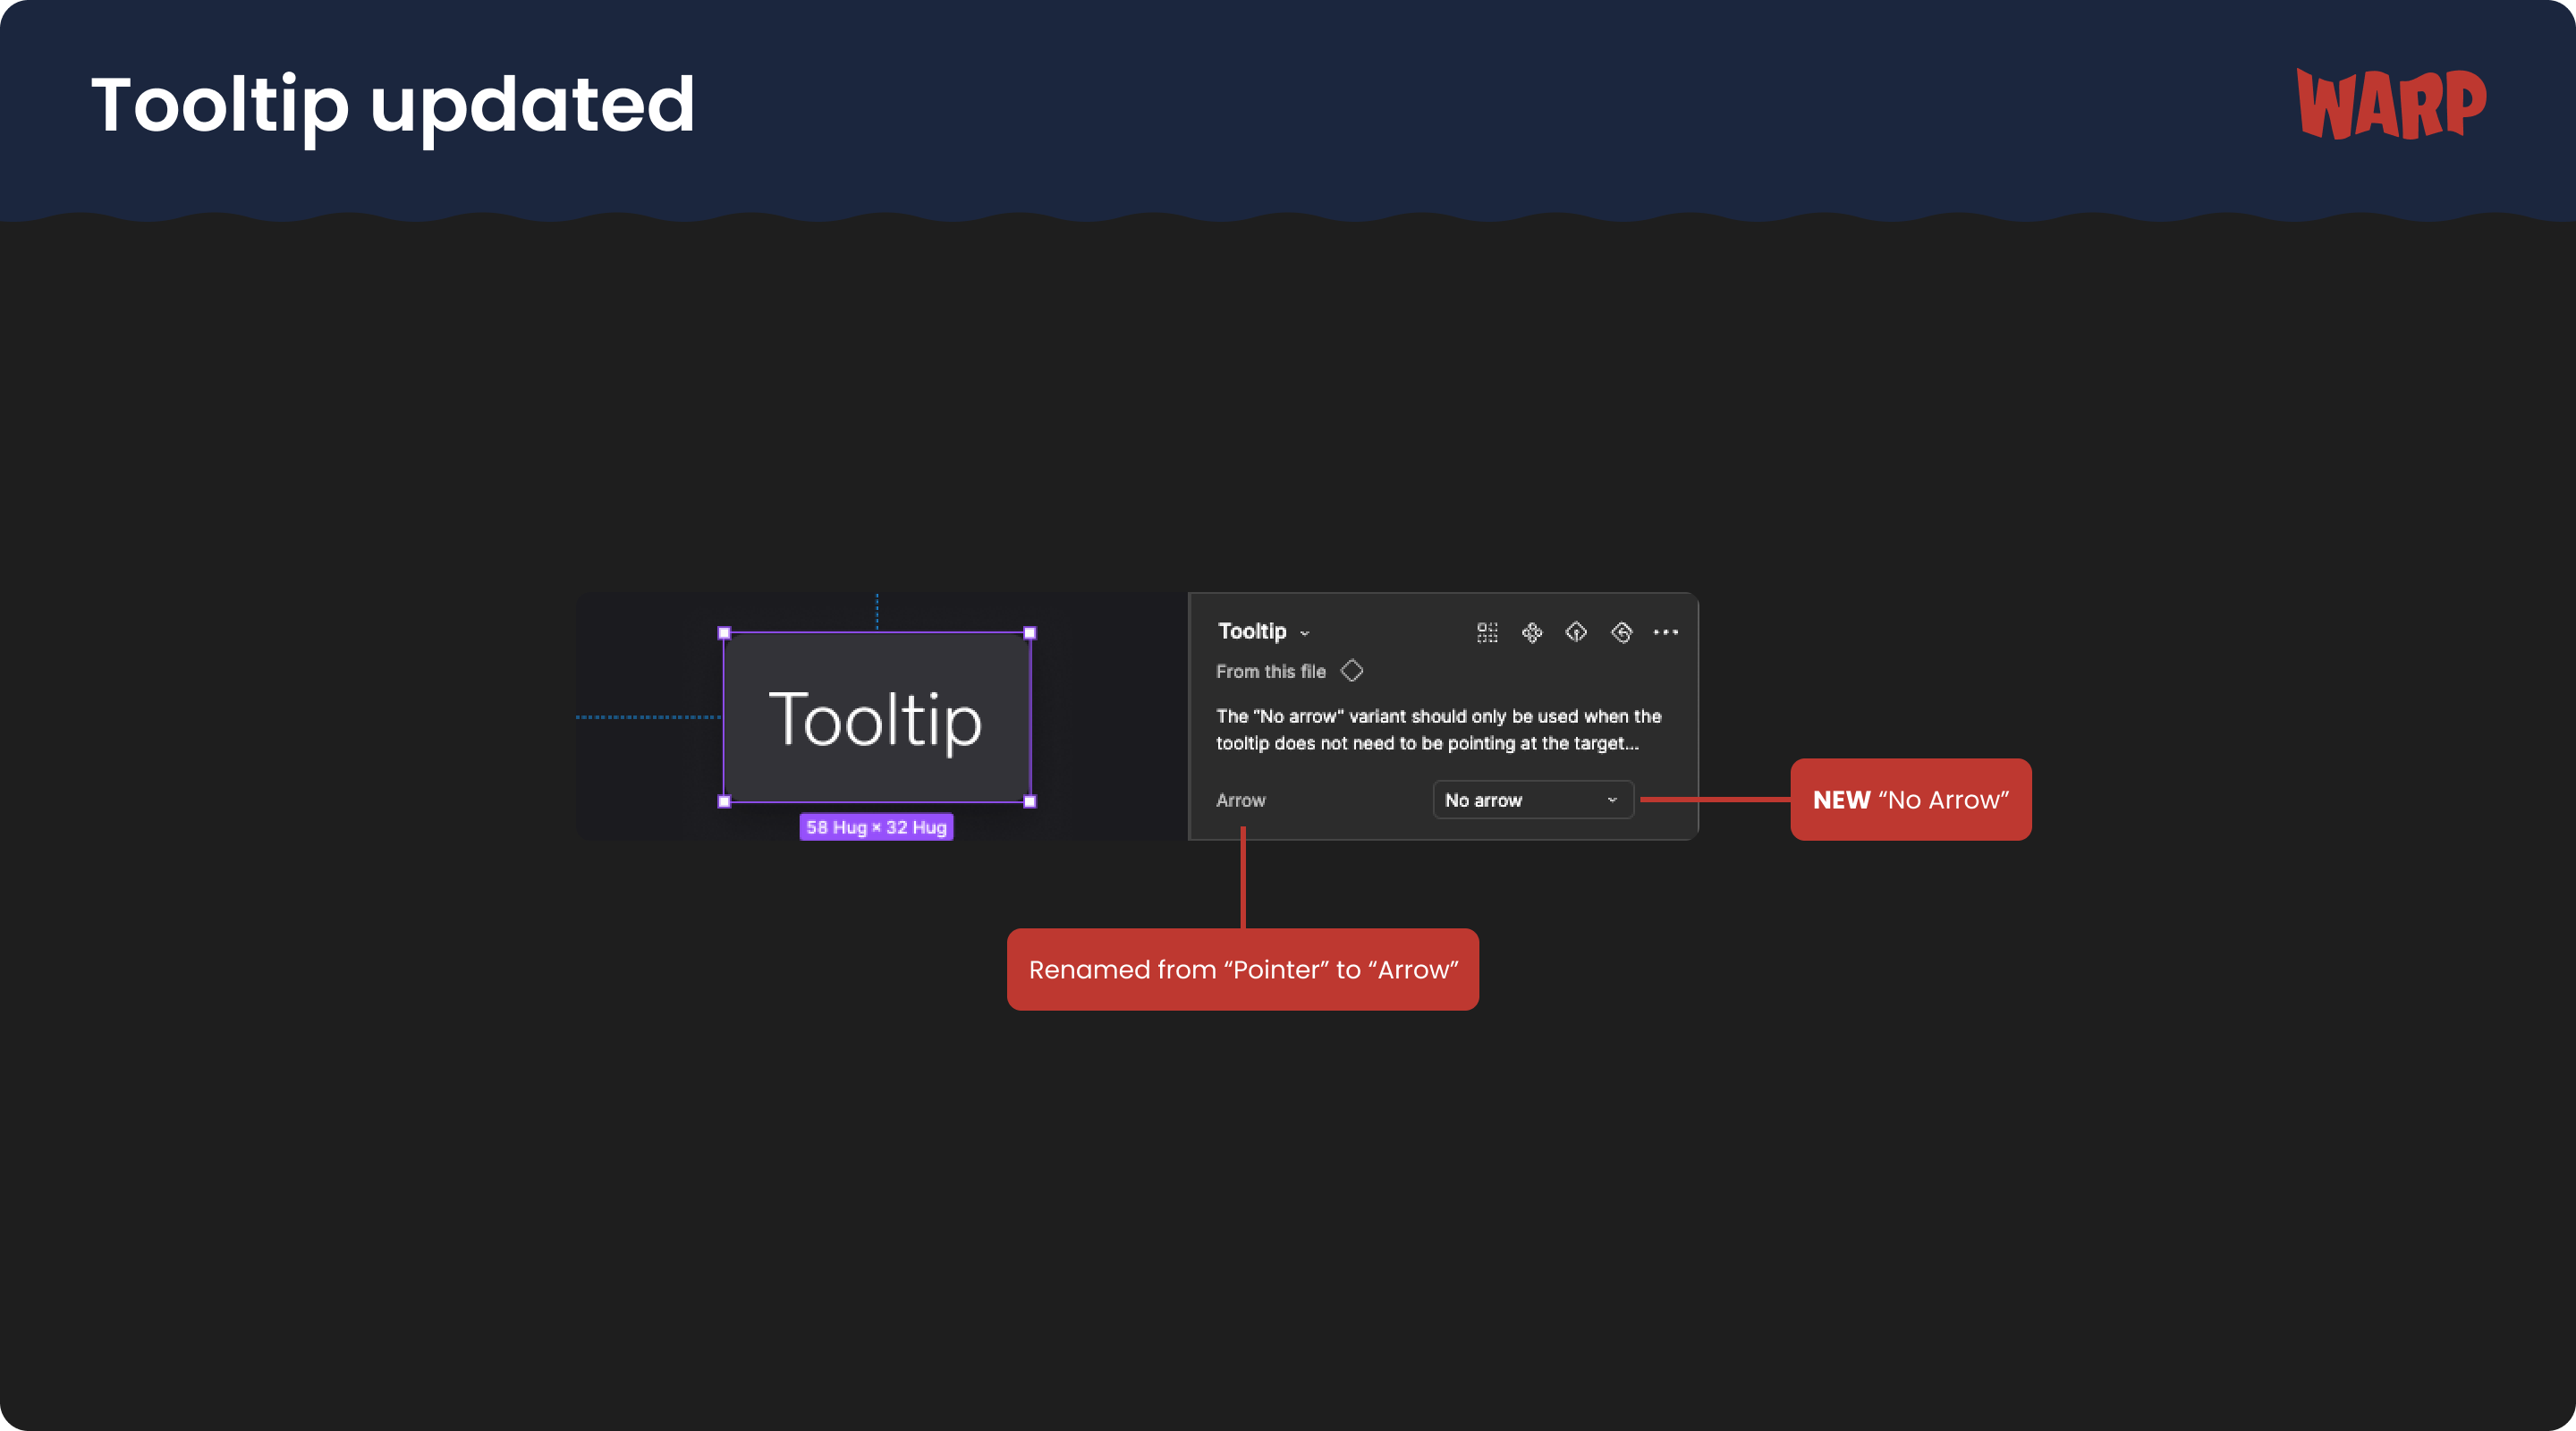 Tooltip updated
WARP
Tooltip
58 Hug × 32 Hug
Tooltip
From this file
The "No arrow" variant should only be used when the
tooltip does not need to be pointing at the target...
Arrow
No arrow
NEW “No Arrow”
Renamed from “Pointer” to “Arrow”